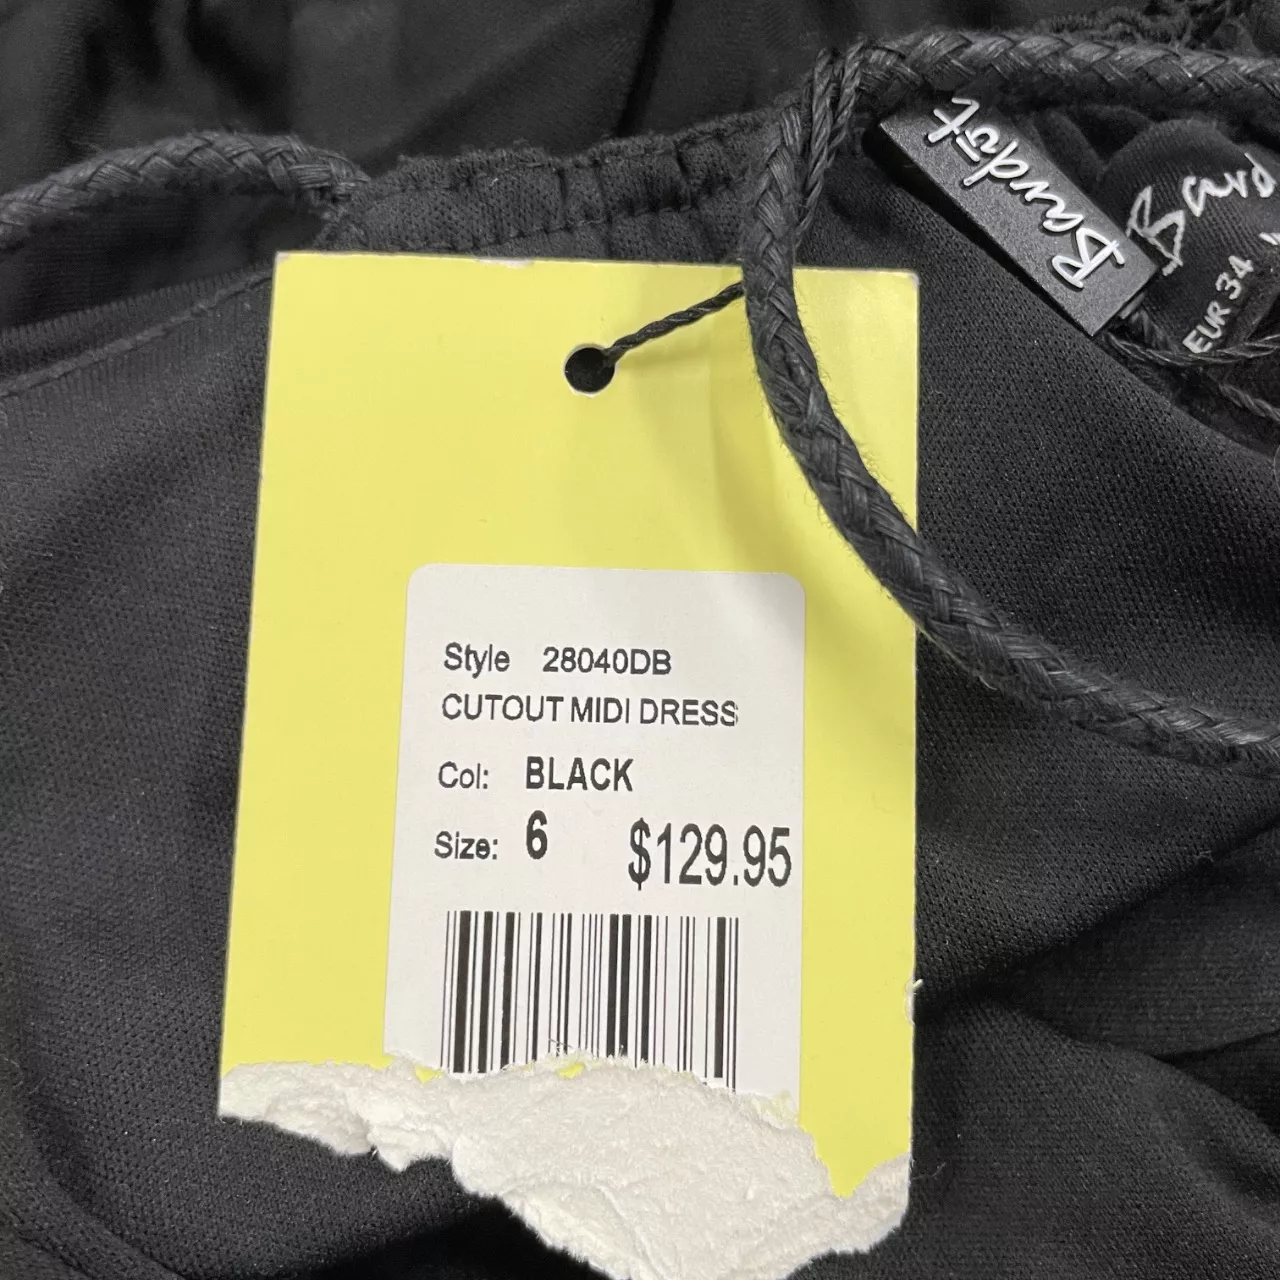 Bardot
Bard
EUR 34
Style 28040DB
CUTOUT MIDI DRESS
Col: BLACK
Size: 6 $129.95